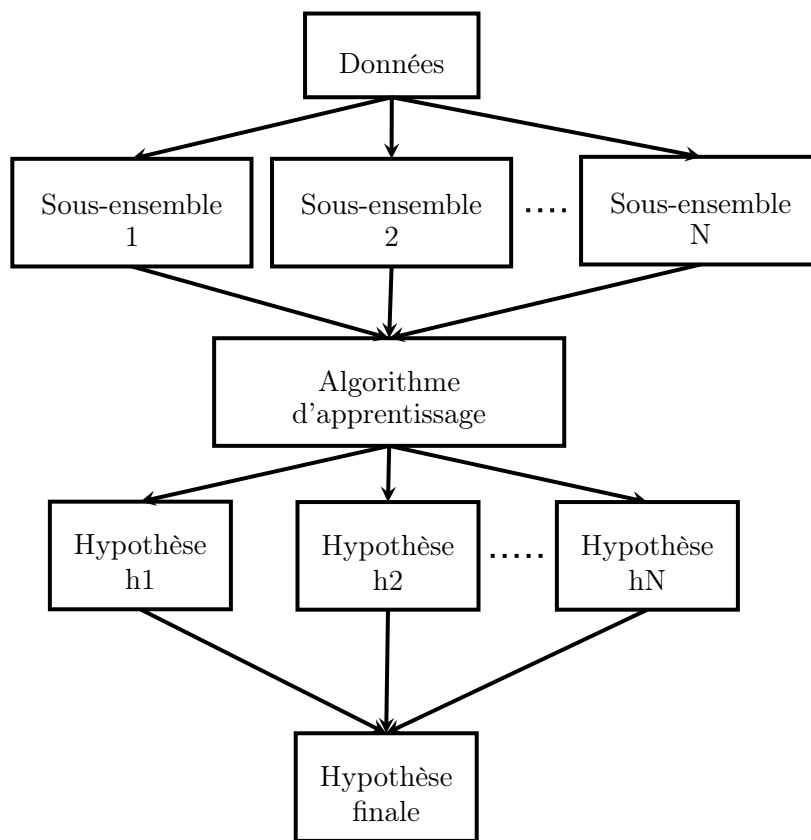 Données
Sous-ensemble
1
Sous-ensemble
2
....
Sous-ensemble
N
Algorithme
d'apprentissage
Hypothèse
h1
Hypothèse
h2
.....
Hypothèse
hN
Hypothèse
finale